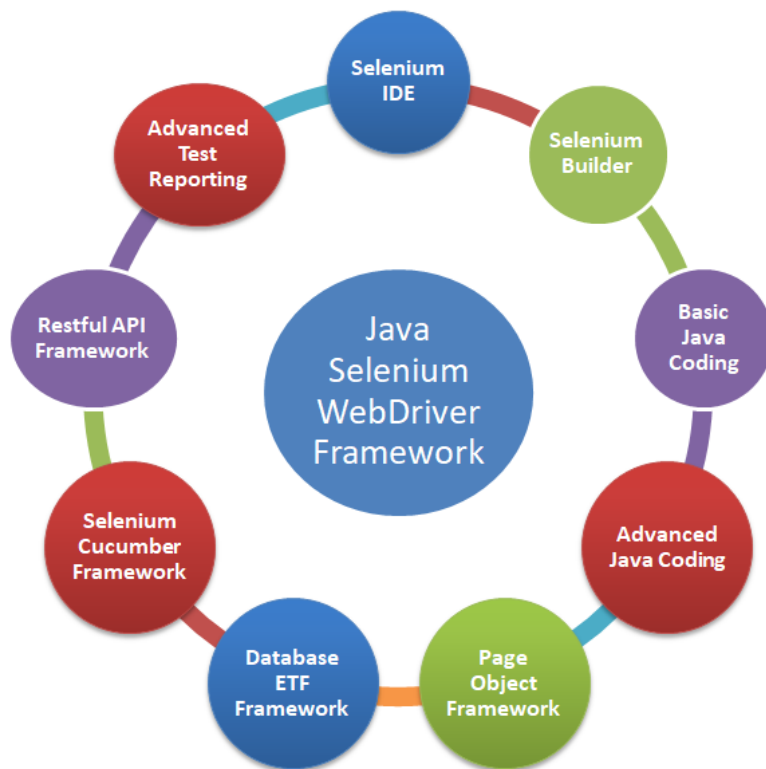 Selenium
IDE
Selenium
Builder
Basic
Java
Coding
Advanced
Java Coding
Page
Object
Framework
Database
ETF
Framework
Selenium
Cucumber
Framework
Restful API
Framework
Advanced
Test
Reporting
Java
Selenium
WebDriver
Framework